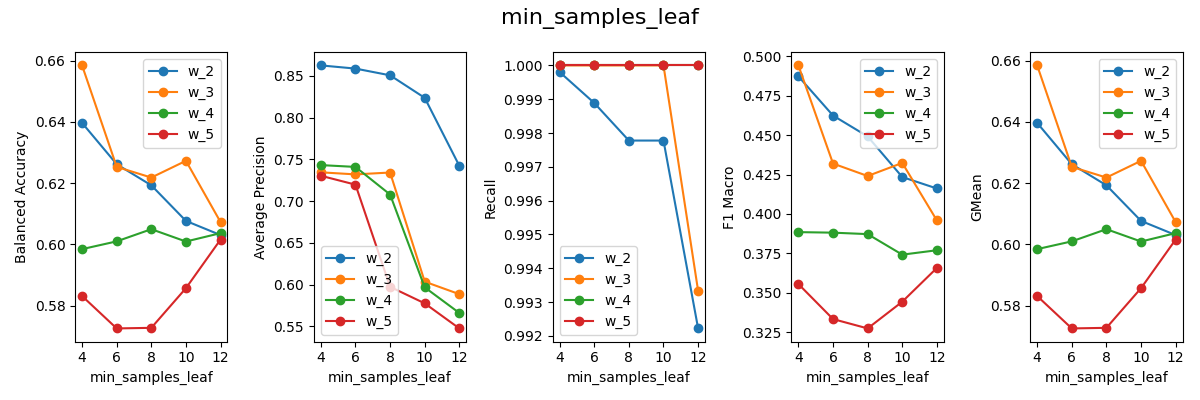 min_samples_leaf
Balanced Accuracy
0.66
0.64
0.62
0.60
0.58
4 6 8 10 12
min_samples_leaf
w_2
w_3
w_4
w_5
Average Precision
0.85
0.80
0.75
0.70
0.65
0.60
0.55
4 6 8 10 12
min_samples_leaf
w_2
w_3
w_4
w_5
Recall
1.000
0.999
0.998
0.997
0.996
0.995
0.994
0.993
0.992
4 6 8 10 12
min_samples_leaf
w_2
w_3
w_4
w_5
F1 Macro
0.500
0.475
0.450
0.425
0.400
0.375
0.350
0.325
4 6 8 10 12
min_samples_leaf
w_2
w_3
w_4
w_5
GMean
0.66
0.64
0.62
0.60
0.58
4 6 8 10 12
min_samples_leaf
w_2
w_3
w_4
w_5